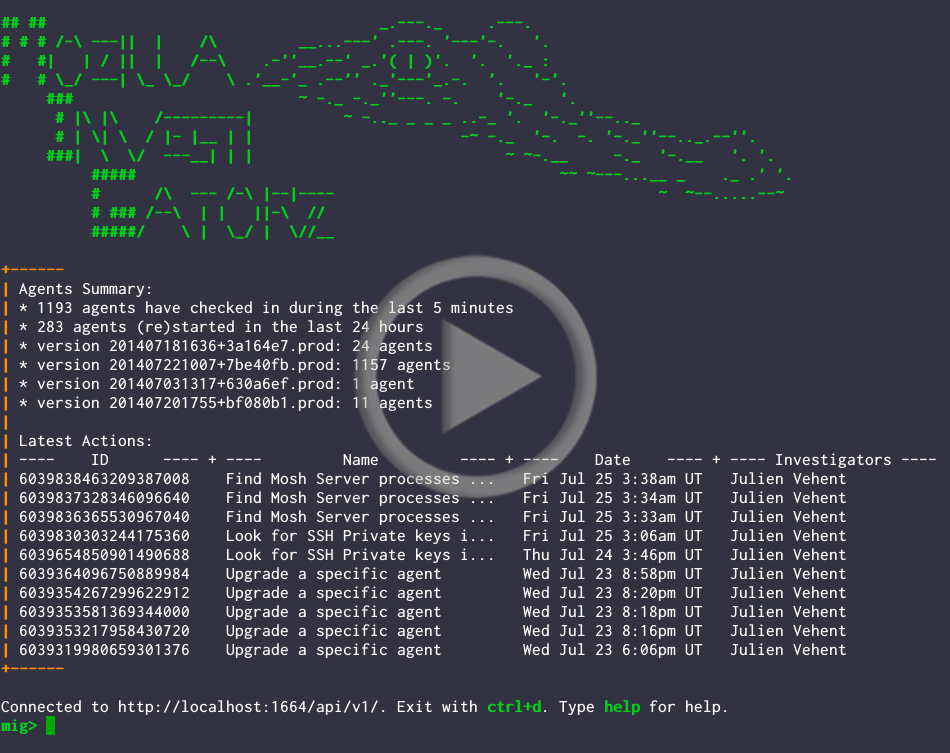 +------
| Agents Summary:
| * 1193 agents have checked in during the last 5 minutes
| * 283 agents (re)started in the last 24 hours
| * version 201407181636+3a164e7.prod: 24 agents
| * version 201407221007+7be40fb.prod: 1157 agents
| * version 201407031317+630a6ef.prod: 1 agent
| * version 201407201755+bf080b1.prod: 11 agents
|
| Latest Actions:
| ----    ID      ---- + ----         Name         ---- + ----    Date    ---- + ---- Investigators ----
| 6039838463209387008    Find Mosh Server processes ...   Fri Jul 25 3:38am UT   Julien Vehent
| 6039837328346096640    Find Mosh Server processes ...   Fri Jul 25 3:34am UT   Julien Vehent
| 6039836365530967040    Find Mosh Server processes ...   Fri Jul 25 3:33am UT   Julien Vehent
| 6039830303244175360    Look for SSH Private keys i...   Fri Jul 25 3:06am UT   Julien Vehent
| 6039654850901490688    Look for SSH Private keys i...   Thu Jul 24 3:46pm UT   Julien Vehent
| 6039364096750889984    Upgrade a specific agent         Wed Jul 23 8:58pm UT   Julien Vehent
| 6039354267299622912    Upgrade a specific agent         Wed Jul 23 8:20pm UT   Julien Vehent
| 6039353581369344000    Upgrade a specific agent         Wed Jul 23 8:18pm UT   Julien Vehent
| 6039353217958430720    Upgrade a specific agent         Wed Jul 23 8:16pm UT   Julien Vehent
| 6039319980659301376    Upgrade a specific agent         Wed Jul 23 6:06pm UT   Julien Vehent
+------
Connected to http://localhost:1664/api/v1/. Exit with ctrl+d. Type help for help.
mig>